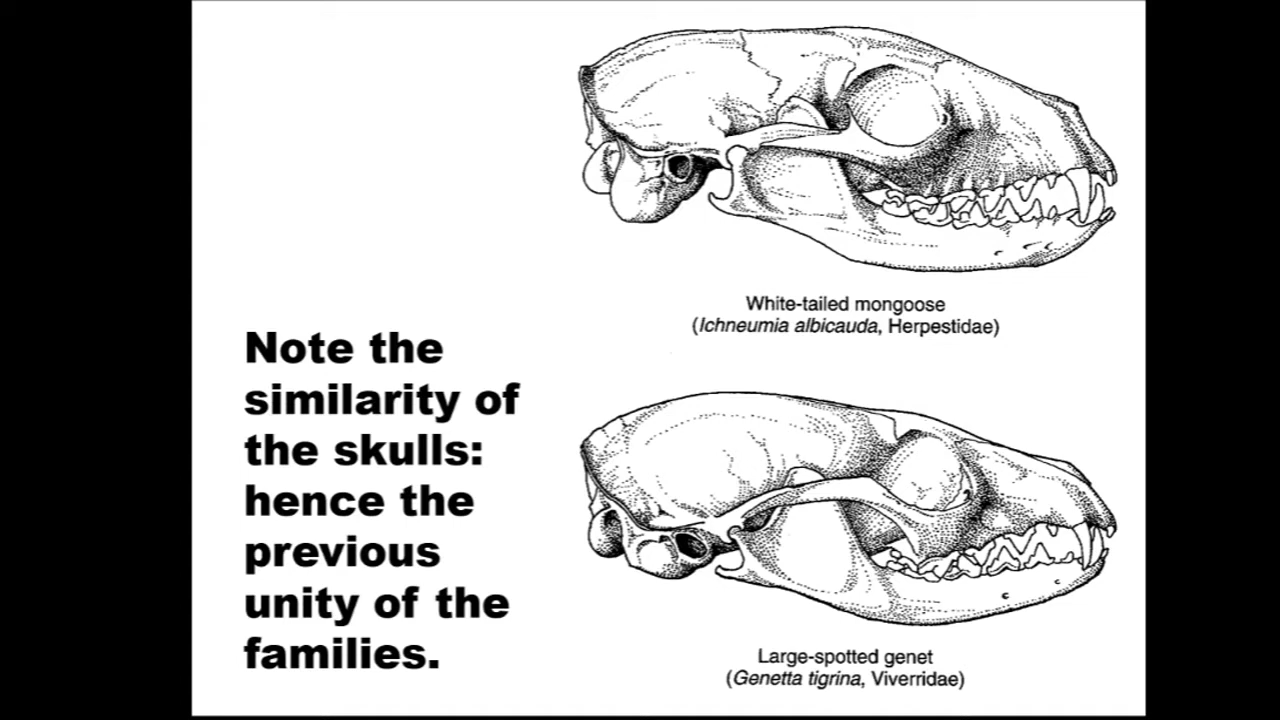 Note the
similarity of
the skulls:
hence the
previous
unity of the
families.
White-tailed mongoose
(Ichneumia albicauda, Herpestidae)
Large-spotted genet
(Genetta tigrina, Viverridae)